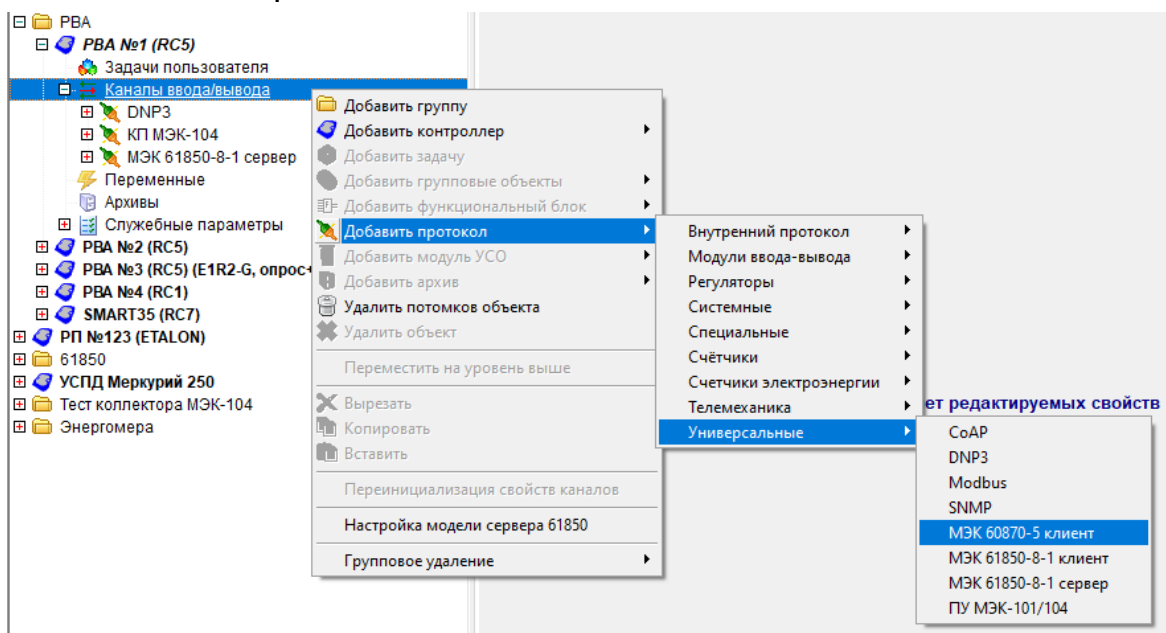 РВА
РВА №1 (RC5)
Задачи пользователя
Каналы ввода/вывода
DNP3
КП МЭК-104
МЭК 61850-8-1 сервер
Переменные
Архивы
Служебные параметры
РВА №2 (RC5)
РВА №3 (RC5) (E1R2-G, опрос+
РВА №4 (RC1)
SMART35 (RC7)
РП №123 (ETALON)
61850
УСПД Меркурий 250
Тест коллектора МЭК-104
Энергомера
Добавить группу
Добавить контроллер
Добавить задачу
Добавить групповые объекты
Добавить функциональный блок
Добавить протокол
Добавить модуль УСО
Добавить архив
Удалить потомков объекта
Удалить объект
Переместить на уровень выше
Вырезать
Копировать
Вставить
Переинициализация свойств каналов
Настройка модели сервера 61850
Групповое удаление
Внутренний протокол
Модули ввода-вывода
Регуляторы
Системные
Специальные
Счётчики
Счетчики электроэнергии
Телемеханика
Универсальные
ет редактируемых свойств
CoAP
DNP3
Modbus
SNMP
МЭК 60870-5 клиент
МЭК 61850-8-1 клиент
МЭК 61850-8-1 сервер
ПУ МЭК-101/104